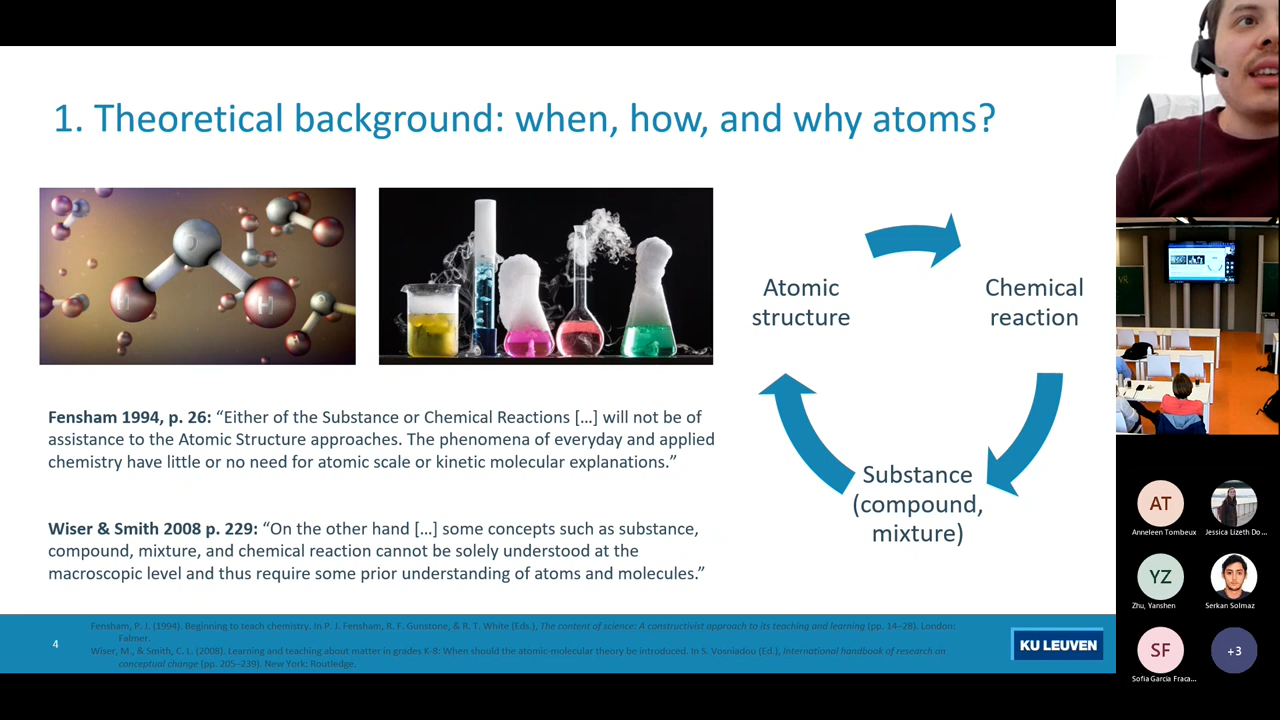 1. Theoretical background: when, how, and why atoms?
H
H
Atomic
structure
Chemical
reaction
Substance
(compound,
mixture)
Fensham 1994, p. 26: “Either of the Substance or Chemical Reactions […] will not be of
assistance to the Atomic Structure approaches. The phenomena of everyday and applied
chemistry have little or no need for atomic scale or kinetic molecular explanations.”
Wiser & Smith 2008 p. 229: “On the other hand […] some concepts such as substance,
compound, mixture, and chemical reaction cannot be solely understood at the
macroscopic level and thus require some prior understanding of atoms and molecules.”
4
Fensham, P. J. (1994). Beginning to teach chemistry. In P. J. Fensham, R. F. Gunstone, & R. T. White (Eds.), The content of science: A constructivist approach to its teaching and learning (pp. 14–28). London:
Falmer.
Wiser, M., & Smith, C. L. (2008). Learning and teaching about matter in grades K-8: When should the atomic-molecular theory be introduced. In S. Vosniadou (Ed.), International handbook of research on
conceptual change (pp. 205–239). New York: Routledge.
KU LEUVEN
AT
Anneleen Tombeux
Jessica Lizeth Do...
YZ
Zhu, Yanshen
Serkan Solmaz
SF
Sofia Garcia Fraca...
+3